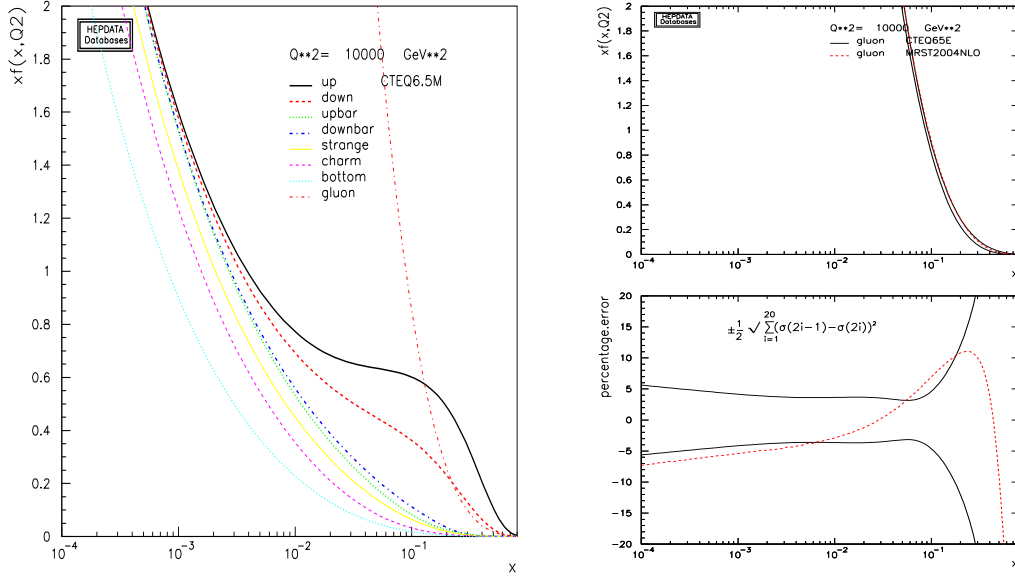 xf(x,Q2)
2
1.8
1.6
1.4
1.2
1
0.8
0.6
0.4
0.2
0
10-4
10-3
10-2
10-1
x
HEPDATA
Databases
Q**2= 10000 GeV**2
up CTEQ6.5M
down
upbar
downbar
strange
charm
bottom
gluon
xf(x,Q2)
2
1.8
1.6
1.4
1.2
1
0.8
0.6
0.4
0.2
0
10-4
10-3
10-2
10-1
x
HEPDATA
Databases
Q**2= 10000 GeV**2
gluon CTEQ65E
gluon MRST2004NLO
percentage.error
20
15
10
5
0
-5
-10
-15
-20
10-4
10-3
10-2
10-1
x
20
±1/2 √ ∑(σ(2i-1)-σ(2i))²
i=1